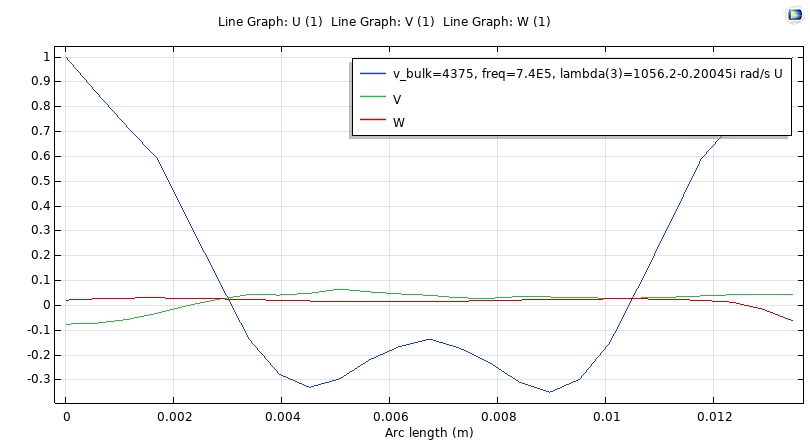 Line Graph: U (1)  Line Graph: V (1)  Line Graph: W (1)
v_bulk=4375, freq=7.4E5, lambda(3)=1056.2-0.20045i rad/s U
V
W
1
0.9
0.8
0.7
0.6
0.5
0.4
0.3
0.2
0.1
0
-0.1
-0.2
-0.3
0 0.002 0.004 0.006 0.008 0.01 0.012
Arc length (m)